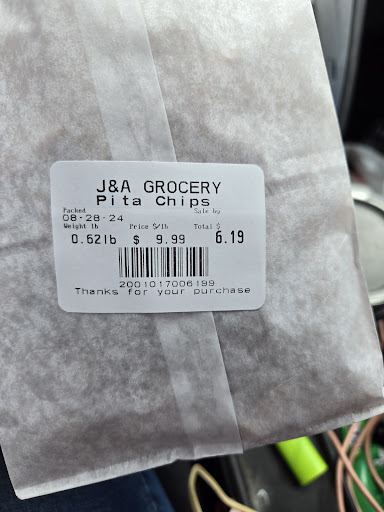 J&A GROCERY
Pita Chips
Packed Sale by
08-28-24
Weight lb Price $/lb Total $
0.62lb $ 9.99 6.19
2001017006199
Thanks for your purchase